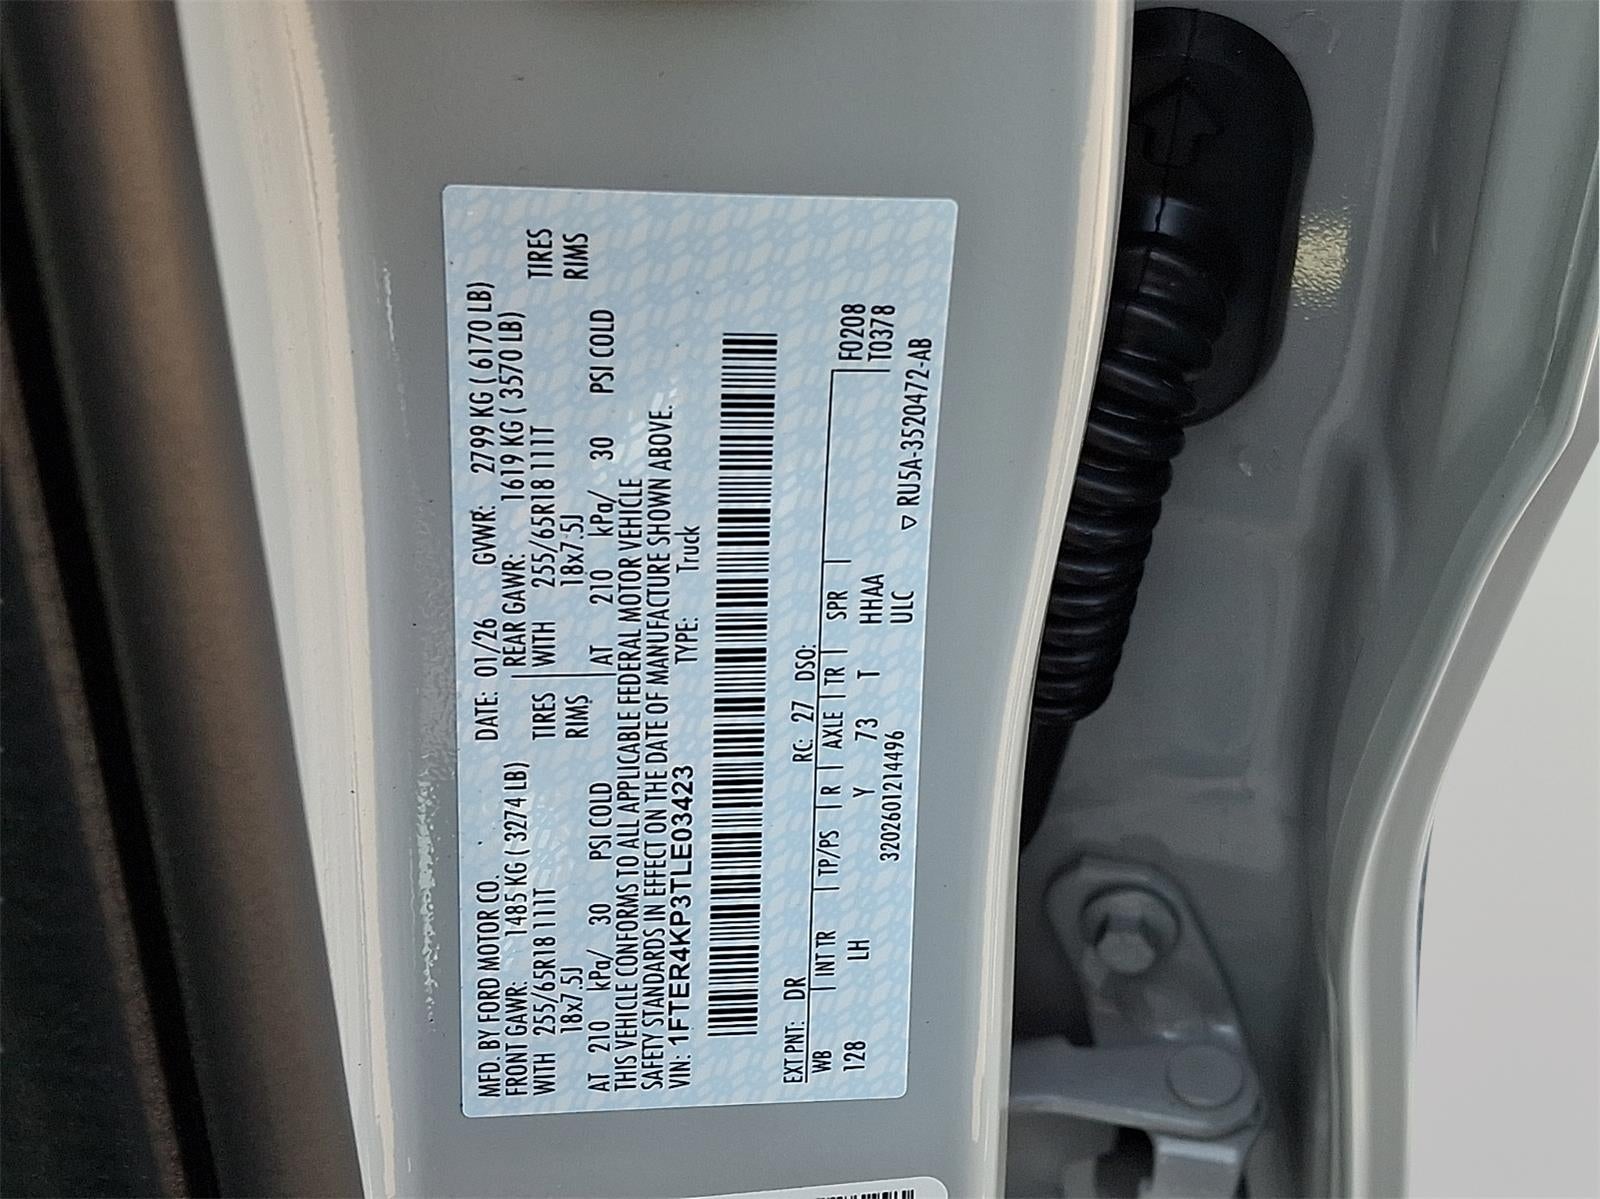 MFD. BY FORD MOTOR CO.
DATE: 01/26 GVWR: 2799 KG ( 6170 LB)
FRONT GAWR: 1485 KG ( 3274 LB)
REAR GAWR: 1619 KG ( 3570 LB)
WITH 255/65R18 111T TIRES
WITH 255/65R18 111T TIRES
18x7.5J RIMS
18x7.5J RIMS
AT 210 kPa/ 30 PSI COLD
AT 210 kPa/ 30 PSI COLD
THIS VEHICLE CONFORMS TO ALL APPLICABLE FEDERAL MOTOR VEHICLE
SAFETY STANDARDS IN EFFECT ON THE DATE OF MANUFACTURE SHOWN ABOVE.
VIN: 1FTER4KP3TLE03423 TYPE: Truck
EXT PNT: DR RC: 27 DSO:
WB INT TR TP/PS R AXLE TR SPR F0208
128 LH Y 73 T HHAA T0378
3202601214496 ULC
▽ RU5A-3520472-AB